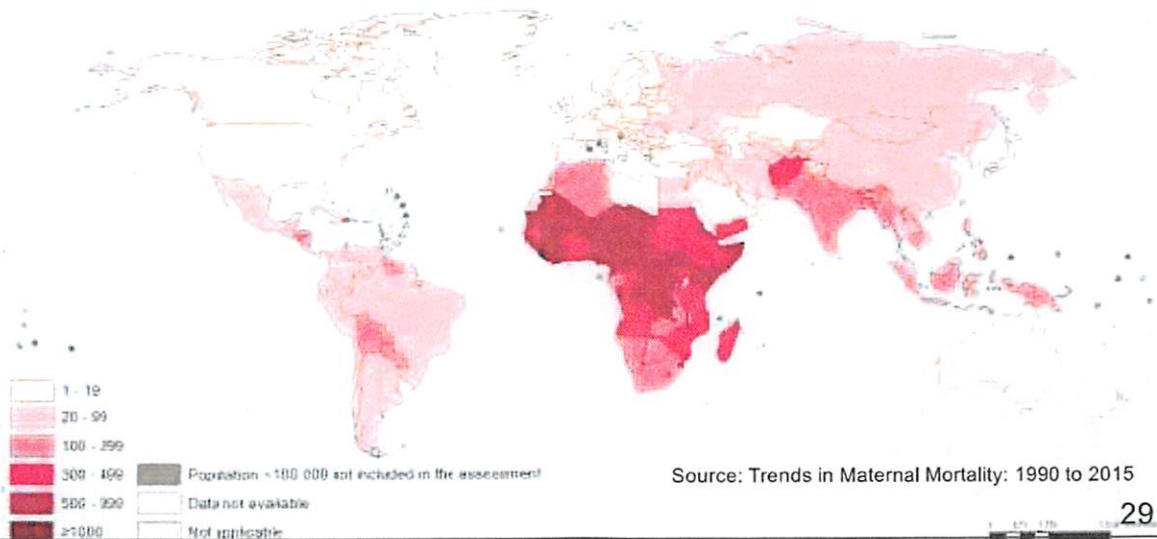 1 - 19
20 - 99
100 - 299
300 - 499
500 - 999
≥1000
Population <100 000 not included in the assessment
Data not available
Not applicable
Source: Trends in Maternal Mortality: 1990 to 2015
29